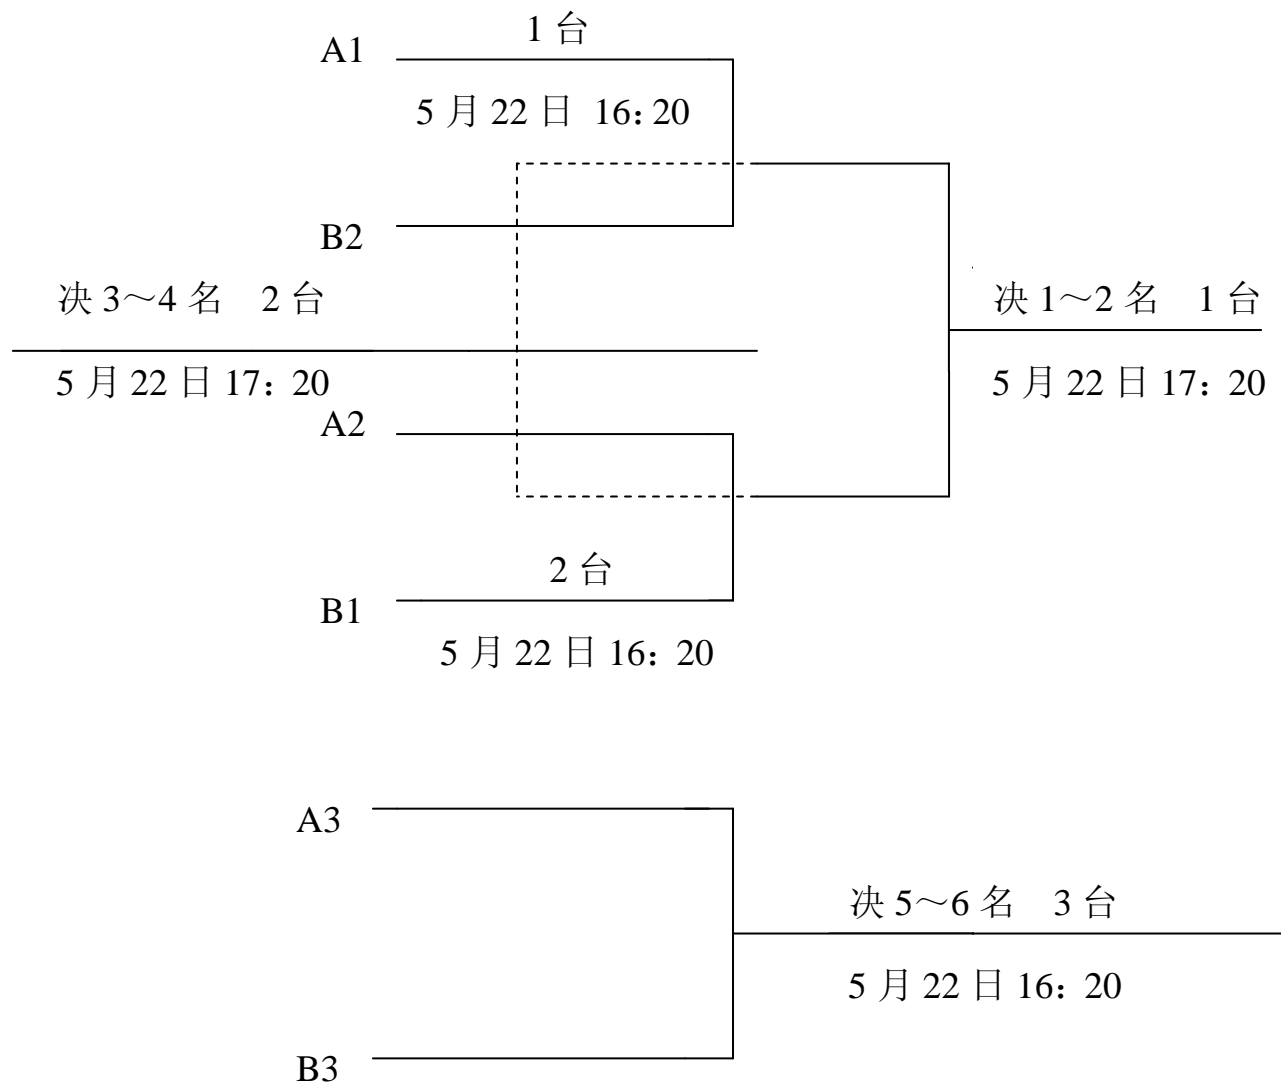 1 台
A1
5 月 22 日 16: 20
B2
决 3～4 名 2 台
决 1～2 名 1 台
5 月 22 日 17: 20
5 月 22 日 17: 20
A2
2 台
B1
5 月 22 日 16: 20
A3
决 5～6 名 3 台
5 月 22 日 16: 20
B3